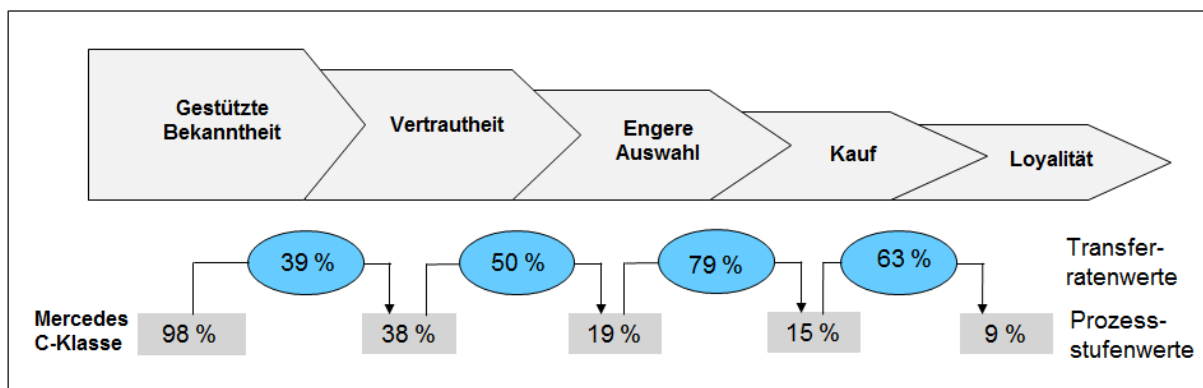 Gestützte
Bekanntheit
Vertrautheit
Engere
Auswahl
Kauf
Loyalität
39 %
50 %
79 %
63 %
Transfer-
ratenwerte
Mercedes
C-Klasse
98 %
38 %
19 %
15 %
9 %
Prozess-
stufenwerte